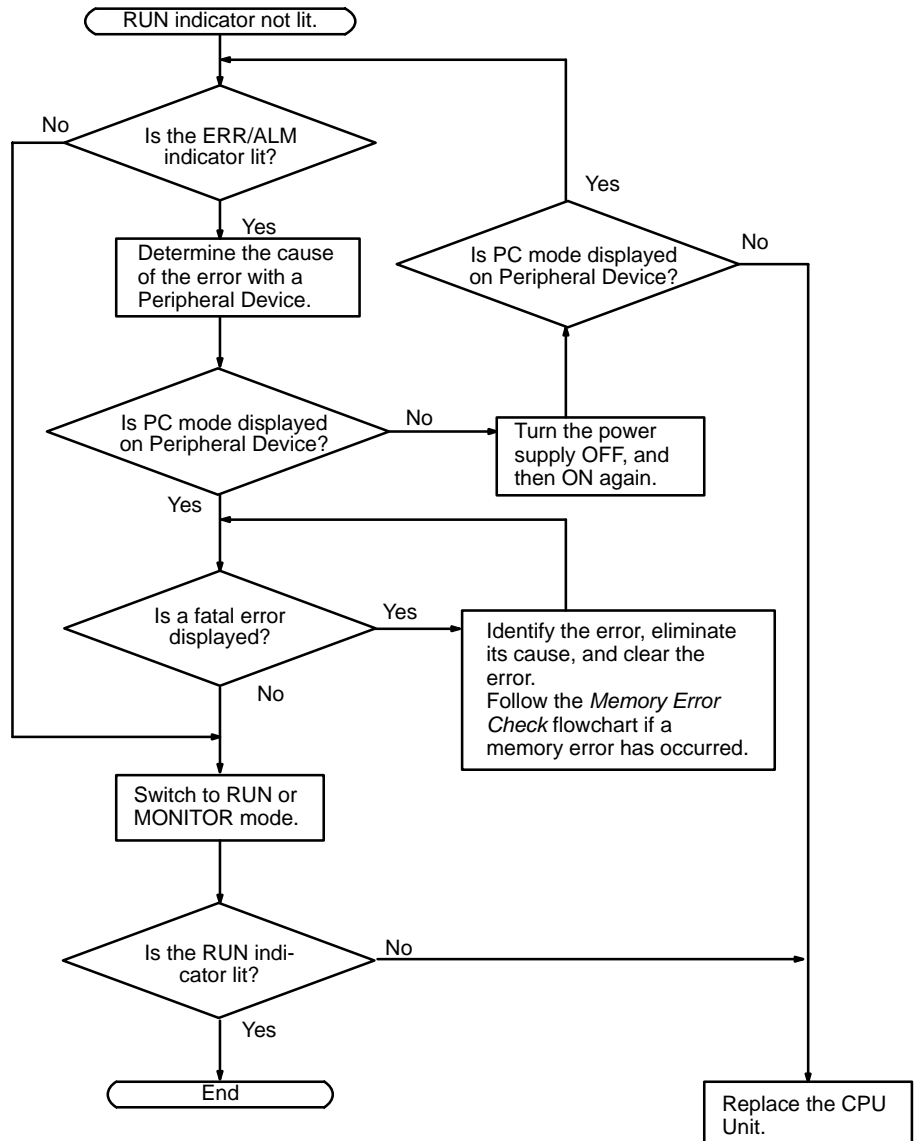 RUN indicator not lit.
No
Is the ERR/ALM
indicator lit?
Yes
Determine the cause
of the error with a
Peripheral Device.
Yes
Is PC mode displayed
on Peripheral Device?
No
Is PC mode displayed
on Peripheral Device?
No
Turn the power
supply OFF, and
then ON again.
Yes
Is a fatal error
displayed?
Yes
Identify the error, eliminate
its cause, and clear the
error.
Follow the Memory Error
Check flowchart if a
memory error has occurred.
No
Switch to RUN or
MONITOR mode.
Is the RUN indi-
cator lit?
No
Yes
End
Replace the CPU
Unit.